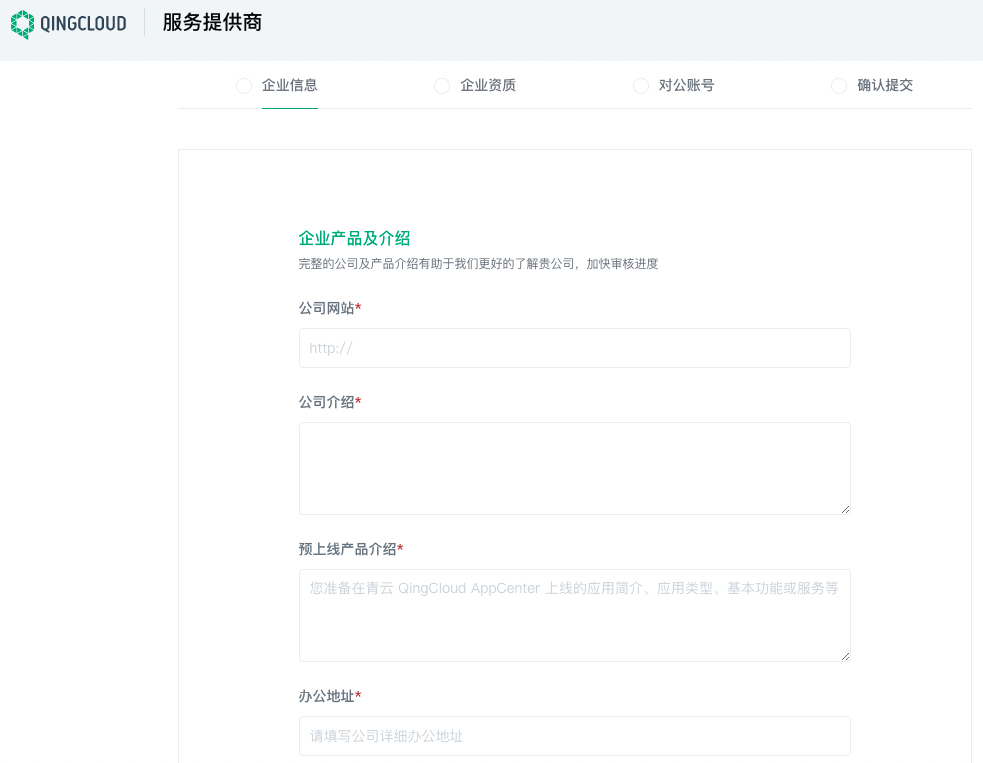 QINGCLOUD 服务提供商
企业信息 企业资质 对公账号 确认提交
企业产品及介绍
完整的公司及产品介绍有助于我们更好的了解贵公司，加快审核进度
公司网站*
http://
公司介绍*
预上线产品介绍*
您准备在青云 QingCloud AppCenter 上线的应用简介、应用类型、基本功能或服务等
办公地址*
请填写公司详细办公地址